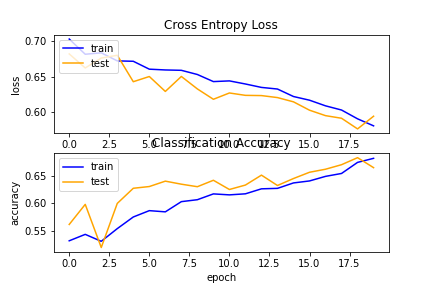 Cross Entropy Loss
0.70
0.65
0.60
loss
train
test
0.0 2.5 5.0 7.5 10.0 12.5 15.0 17.5
Classification Accuracy
0.65
0.60
0.55
accuracy
train
test
0.0 2.5 5.0 7.5 10.0 12.5 15.0 17.5
epoch